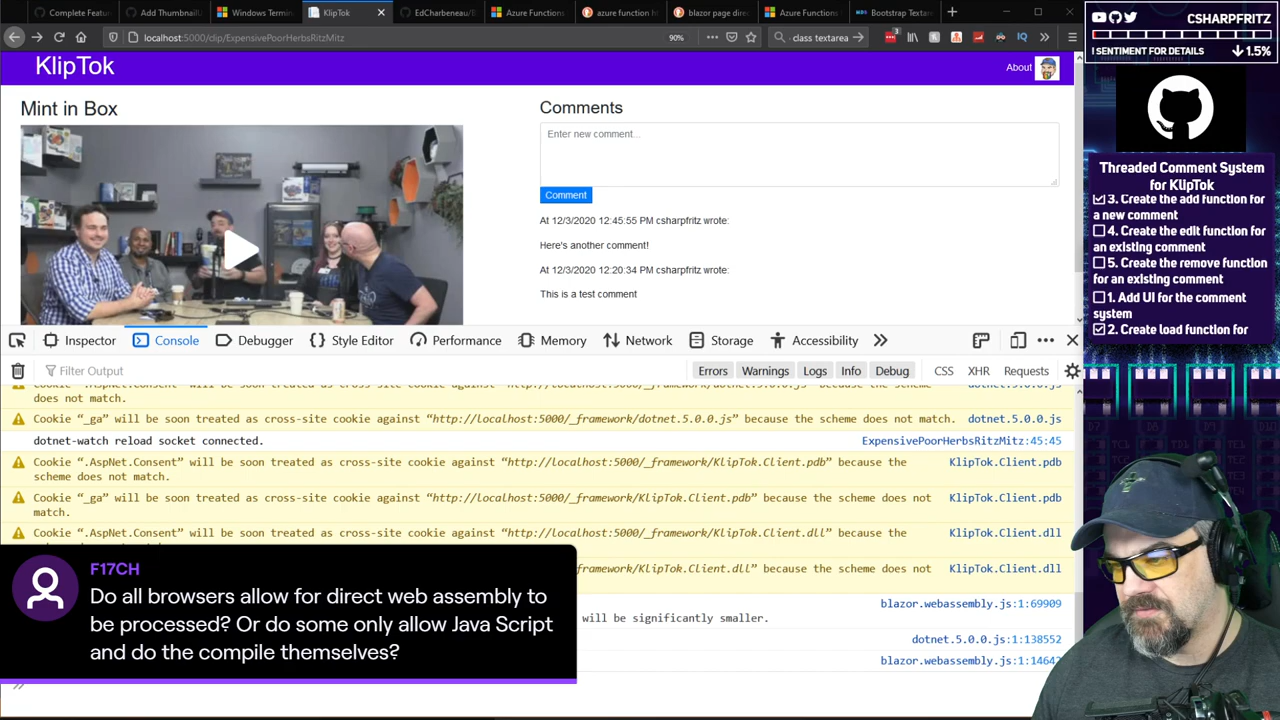 Complete Featu
Add Thumbnail
Windows Termin
KlipTok
EdCharbeneau/B
Azure Functions
azure function h
blazor page direc
Azure Functions
Bootstrap Textar
localhost:5000/clip/ExpensivePoorHerbsRitzMitz
90%
class textarea
KlipTok
About
Mint in Box
Comments
Enter new comment...
Comment
At 12/3/2020 12:45:55 PM csharpfritz wrote:
Here's another comment!
At 12/3/2020 12:20:34 PM csharpfritz wrote:
This is a test comment
Inspector
Console
Debugger
Style Editor
Performance
Memory
Network
Storage
Accessibility
Filter Output
Errors
Warnings
Logs
Info
Debug
CSS
XHR
Requests
does not match.
Cookie “_ga” will be soon treated as cross-site cookie against “http://localhost:5000/_framework/dotnet.5.0.0.js” because the scheme does not match.
dotnet.5.0.0.js
dotnet-watch reload socket connected.
ExpensivePoorHerbsRitzMitz:45:45
Cookie “.AspNet.Consent” will be soon treated as cross-site cookie against “http://localhost:5000/_framework/KlipTok.Client.pdb” because the
KlipTok.Client.pdb
scheme does not match.
Cookie “_ga” will be soon treated as cross-site cookie against “http://localhost:5000/_framework/KlipTok.Client.pdb” because the scheme does not
KlipTok.Client.pdb
match.
Cookie “.AspNet.Consent” will be soon treated as cross-site cookie against “http://localhost:5000/_framework/KlipTok.Client.dll” because the
KlipTok.Client.dll
framework/KlipTok.Client.dll” because the scheme does not
KlipTok.Client.dll
blazor.webassembly.js:1:69909
will be significantly smaller.
dotnet.5.0.0.js:1:138552
blazor.webassembly.js:1:1464
F17CH
Do all browsers allow for direct web assembly to
be processed? Or do some only allow Java Script
and do the compile themselves?
CSHARPFRITZ
! SENTIMENT FOR DETAILS
1.5%
Threaded Comment System
for KlipTok
3. Create the add function for
a new comment
4. Create the edit function for
an existing comment
5. Create the remove function
for an existing comment
1. Add UI for the comment
system
2. Create load function for